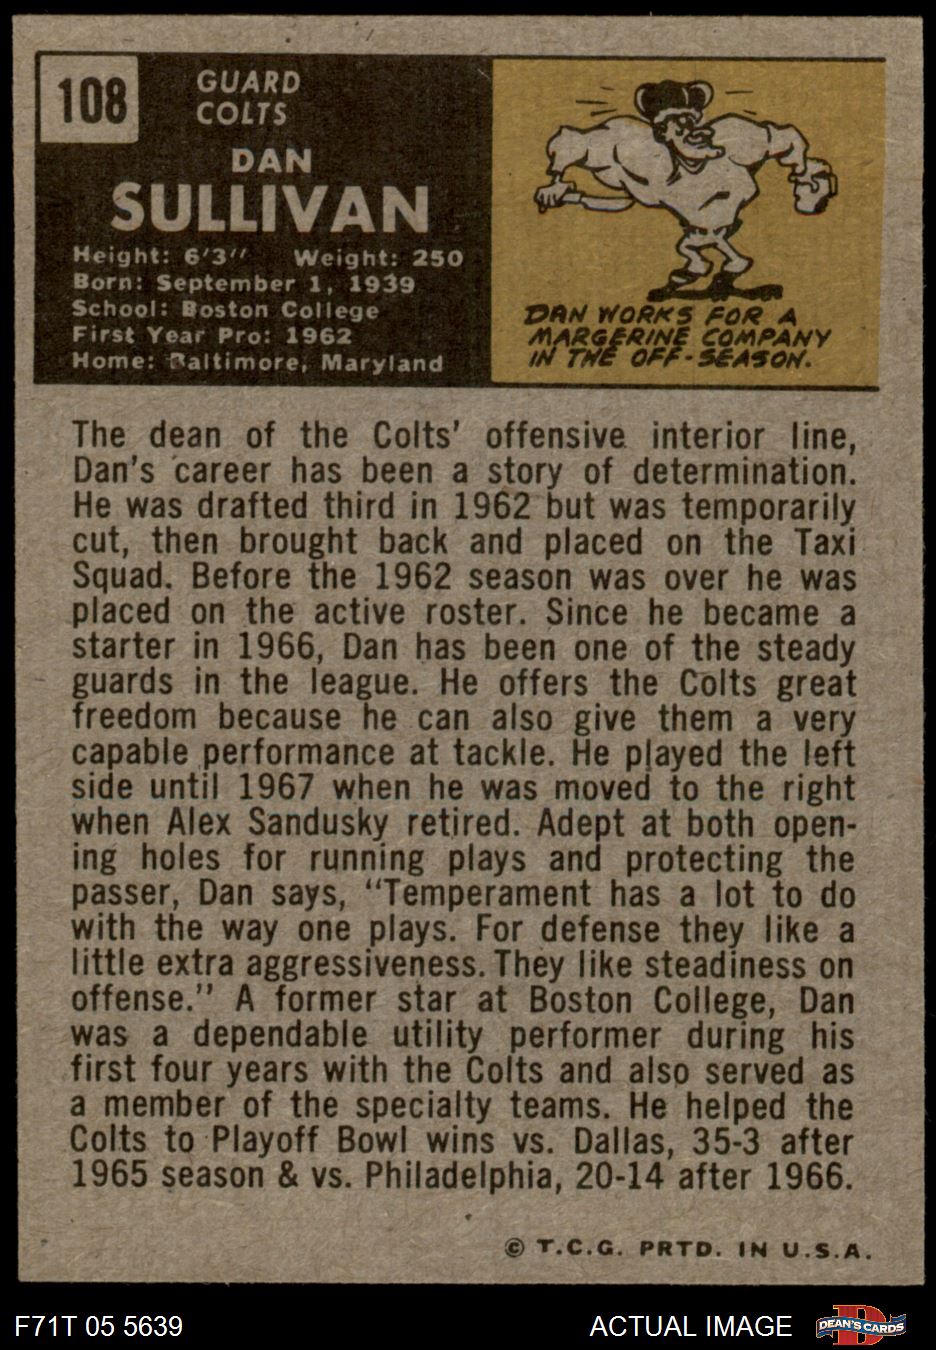 108
GUARD
COLTS
DAN
SULLIVAN
Height: 6'3" Weight: 250
Born: September 1, 1939
School: Boston College
First Year Pro: 1962
Home: Baltimore, Maryland
DAN WORKS FOR A
MARGERINE COMPANY
IN THE OFF-SEASON.
The dean of the Colts' offensive interior line,
Dan's career has been a story of determination.
He was drafted third in 1962 but was temporarily
cut, then brought back and placed on the Taxi
Squad. Before the 1962 season was over he was
placed on the active roster. Since he became a
starter in 1966, Dan has been one of the steady
guards in the league. He offers the Colts great
freedom because he can also give them a very
capable performance at tackle. He played the left
side until 1967 when he was moved to the right
when Alex Sandusky retired. Adept at both open-
ing holes for running plays and protecting the
passer, Dan says, "Temperament has a lot to do
with the way one plays. For defense they like a
little extra aggressiveness. They like steadiness on
offense." A former star at Boston College, Dan
was a dependable utility performer during his
first four years with the Colts and also served as
a member of the specialty teams. He helped the
Colts to Playoff Bowl wins vs. Dallas, 35-3 after
1965 season & vs. Philadelphia, 20-14 after 1966.
© T.C.G. PRTD. IN U.S.A.
F71T 05 5639
ACTUAL IMAGE
D
DEAN'S CARDS